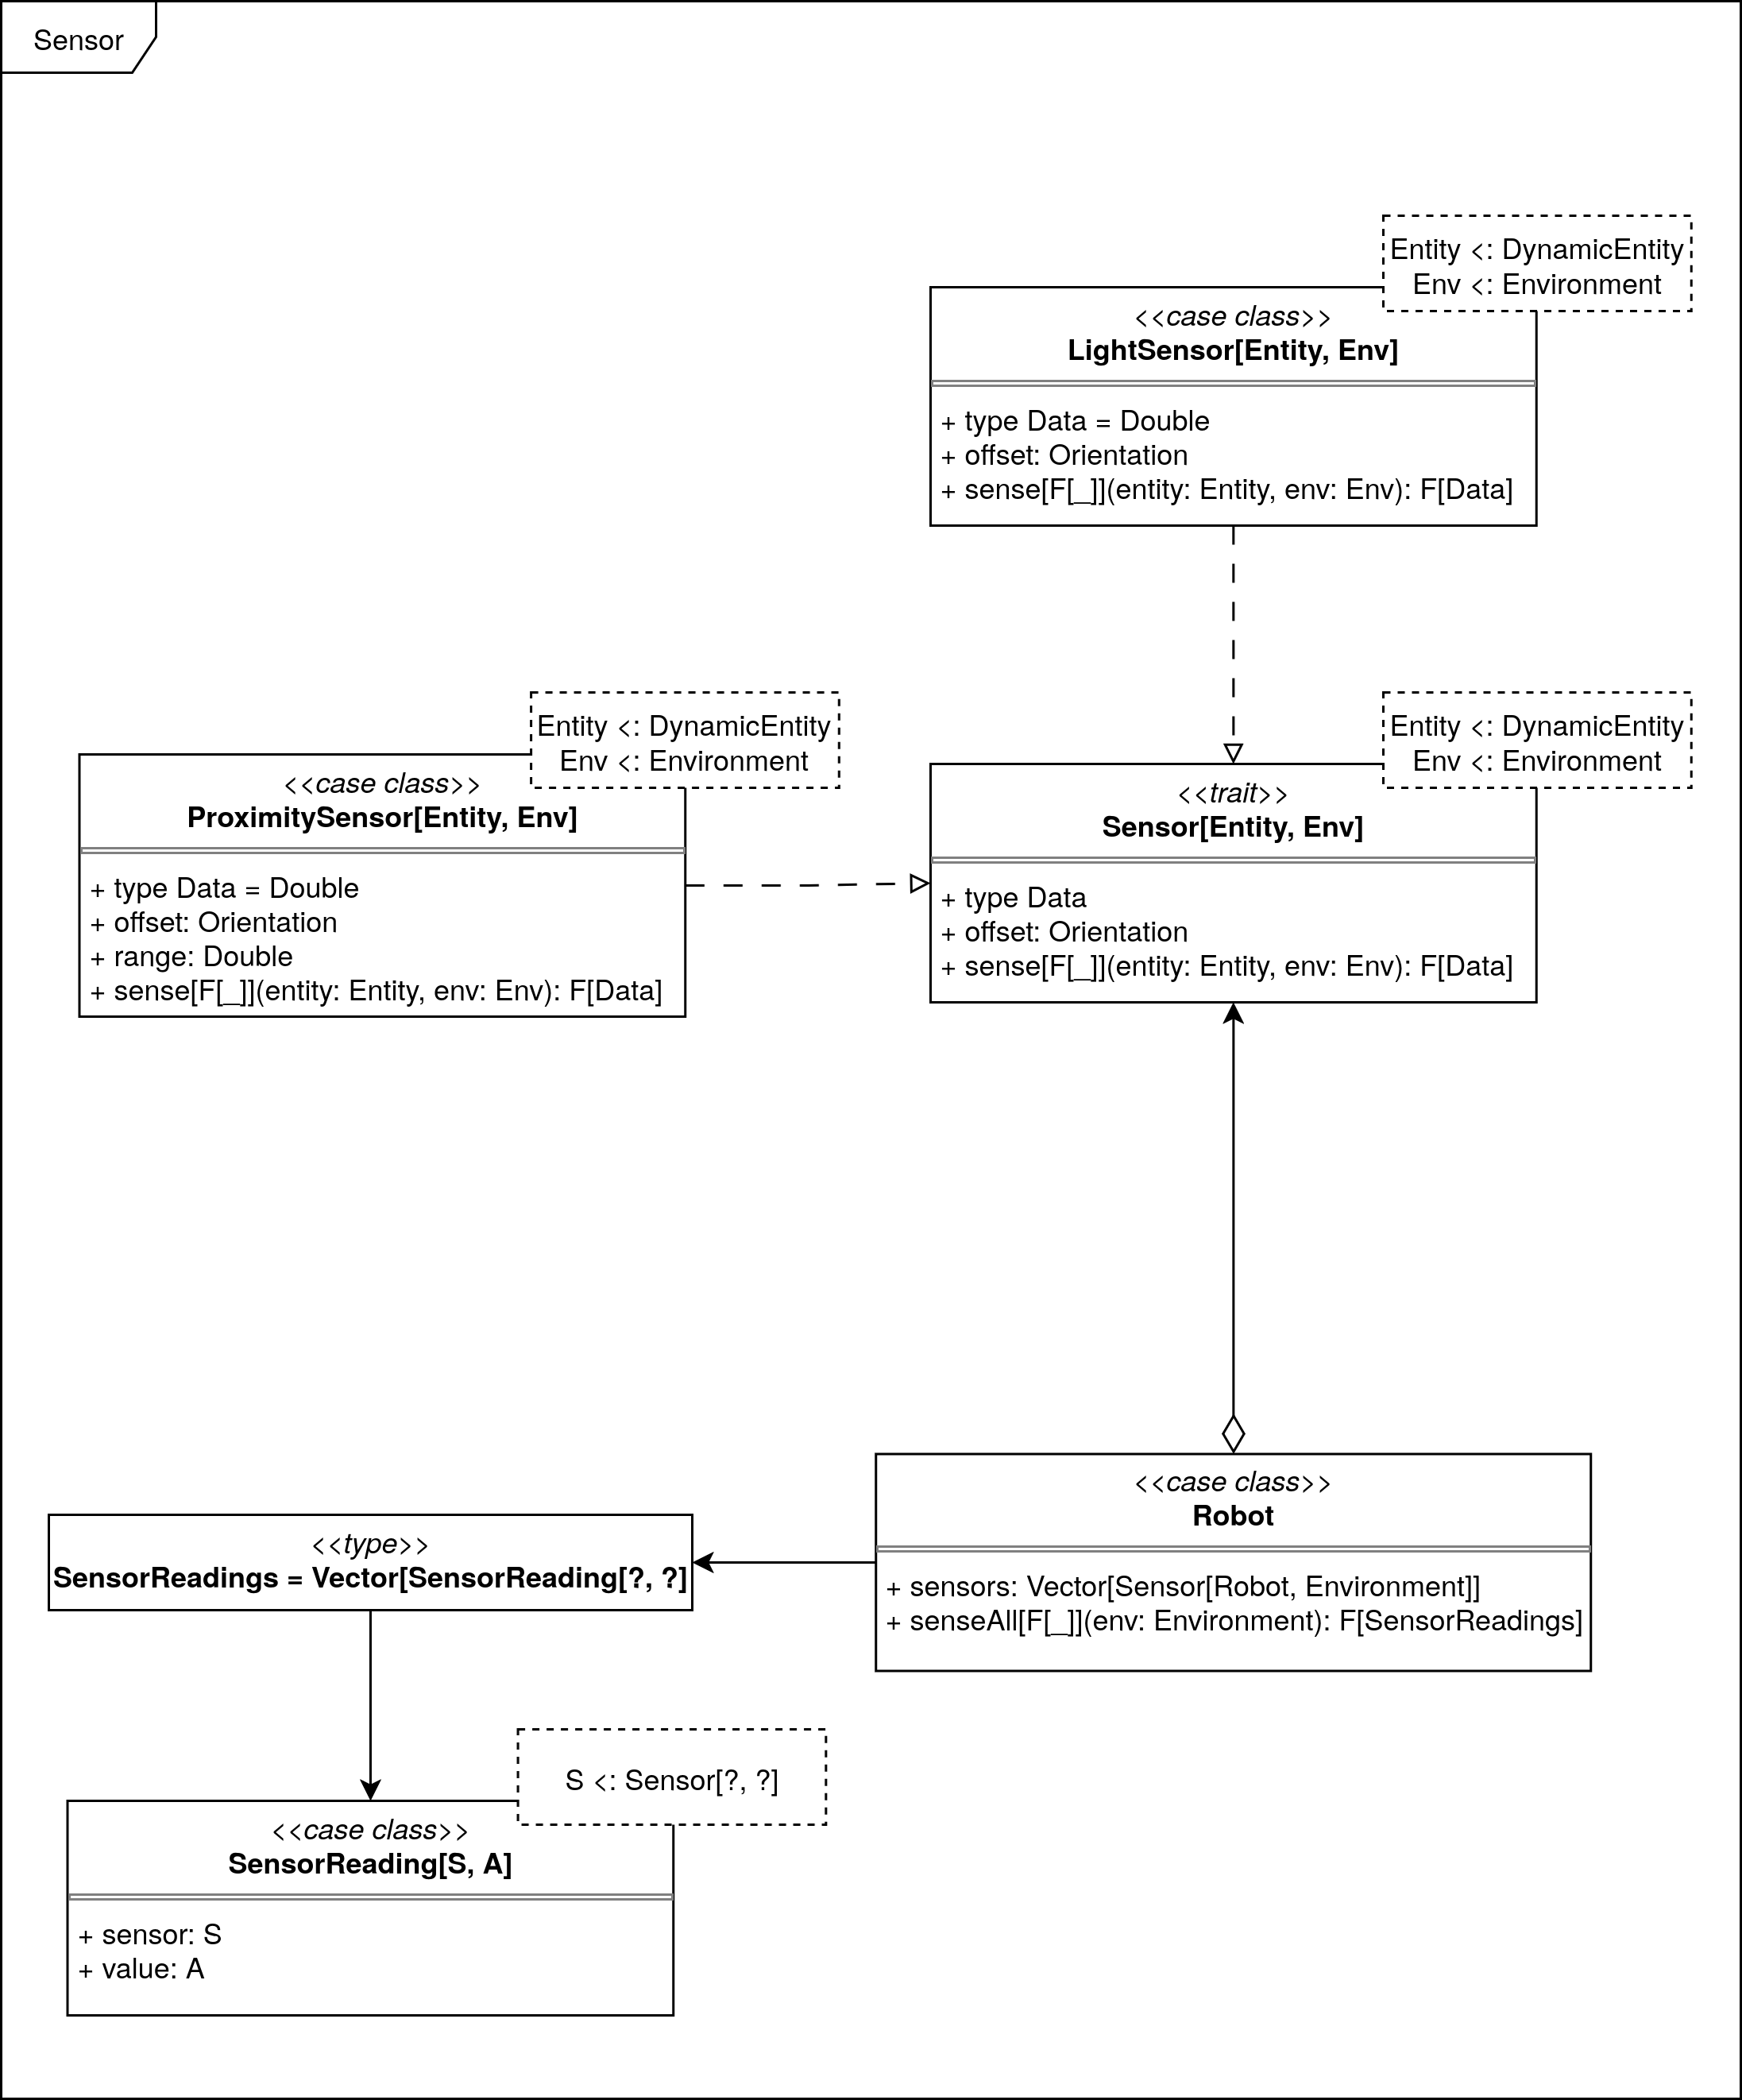 Sensor
Entity <: DynamicEntity
Env <: Environment
<<case class>>
LightSensor[Entity, Env]
+ type Data = Double
+ offset: Orientation
+ sense[F[_]](entity: Entity, env: Env): F[Data]
Entity <: DynamicEntity
Env <: Environment
<<case class>>
ProximitySensor[Entity, Env]
+ type Data = Double
+ offset: Orientation
+ range: Double
+ sense[F[_]](entity: Entity, env: Env): F[Data]
Entity <: DynamicEntity
Env <: Environment
<<trait>>
Sensor[Entity, Env]
+ type Data
+ offset: Orientation
+ sense[F[_]](entity: Entity, env: Env): F[Data]
<<case class>>
Robot
+ sensors: Vector[Sensor[Robot, Environment]]
+ senseAll[F[_]](env: Environment): F[SensorReadings]
<<type>>
SensorReadings = Vector[SensorReading[?, ?]
S <: Sensor[?, ?]
<<case class>>
SensorReading[S, A]
+ sensor: S
+ value: A